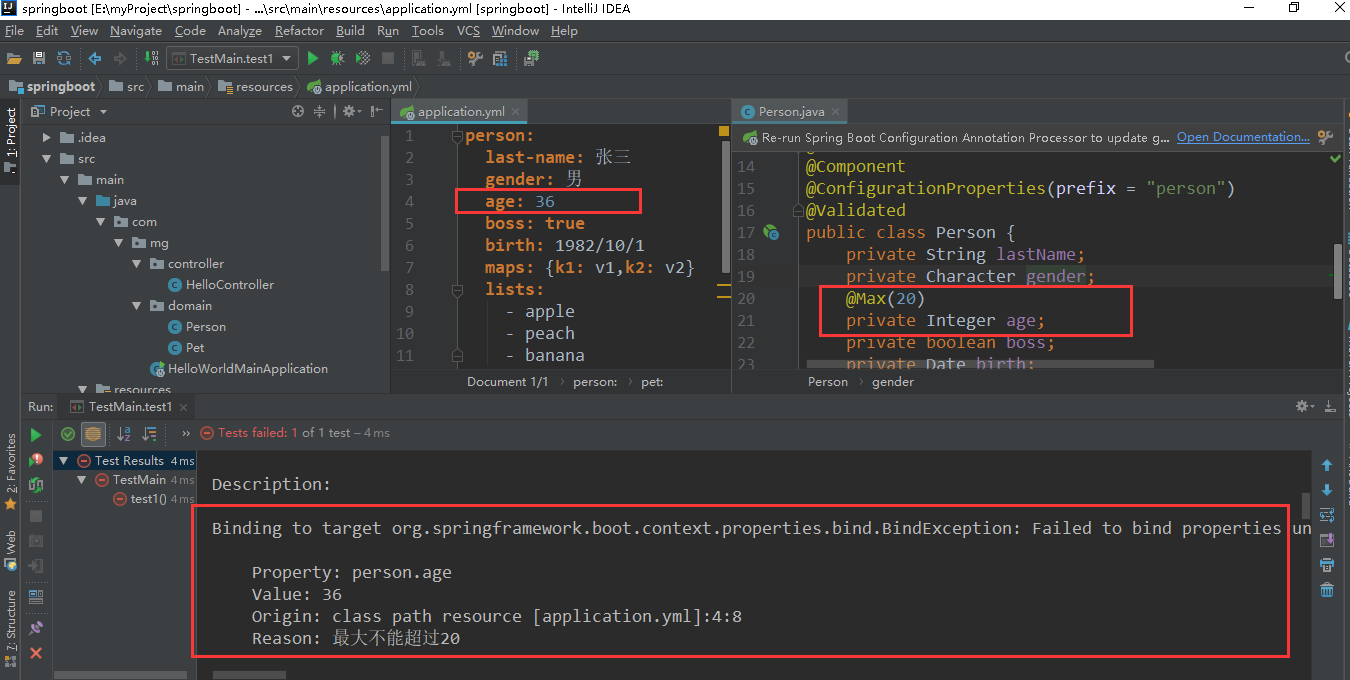 springboot [E:\myProject\springboot] - ...\src\main\resources\application.yml [springboot] - IntelliJ IDEA
File Edit View Navigate Code Analyze Refactor Build Run Tools VCS Window Help
TestMain.test1
springboot src main resources application.yml
1: Project
Project
.idea
src
main
java
com
mg
controller
HelloController
domain
Person
Pet
HelloWorldMainApplication
resources
application.yml
1 person:
2 last-name: 张三
3 gender: 男
4 age: 36
5 boss: true
6 birth: 1982/10/1
7 maps: {k1: v1,k2: v2}
8 lists:
9 - apple
10 - peach
11 - banana
Document 1/1 › person: › pet:
Person.java
Re-run Spring Boot Configuration Annotation Processor to update g... Open Documentation...
14 @Component
15 @ConfigurationProperties(prefix = "person")
16 @Validated
17 public class Person {
18 private String lastName;
19 private Character gender;
20 @Max(20)
21 private Integer age;
22 private boolean boss;
23 private Date birth;
Person › gender
Run: TestMain.test1
» Tests failed: 1 of 1 test – 4 ms
Test Results 4 ms
TestMain 4 ms
test1() 4 ms
2: Favorites
Web
7: Structure
Description:
Binding to target org.springframework.boot.context.properties.bind.BindException: Failed to bind properties un
Property: person.age
Value: 36
Origin: class path resource [application.yml]:4:8
Reason: 最大不能超过20